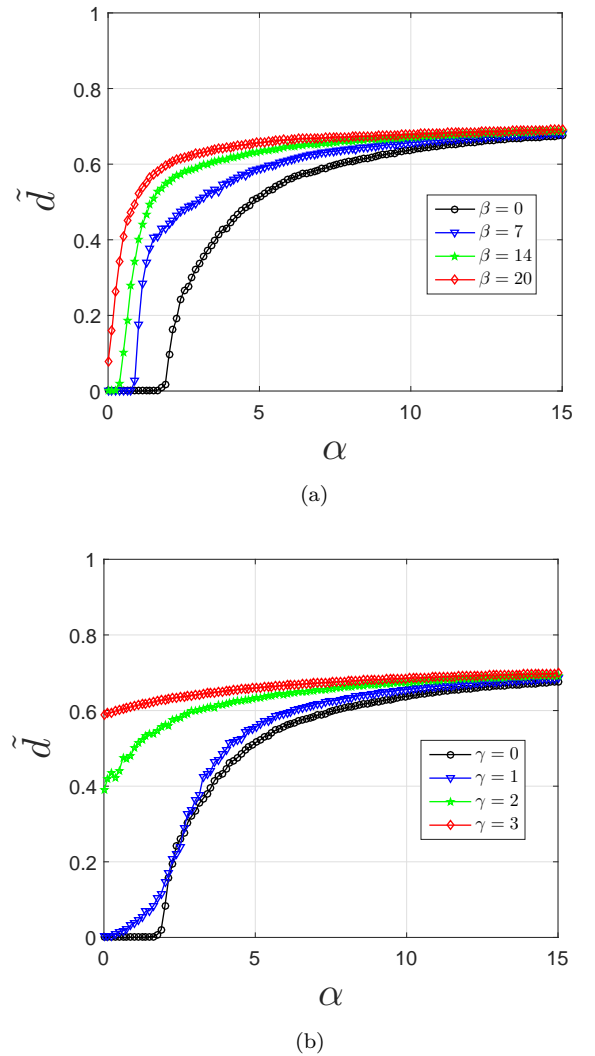 1
0.8
0.6
0.4
0.2
0
d̃
0 5 10 15
α
β = 0
β = 7
β = 14
β = 20
(a)
1
0.8
0.6
0.4
0.2
0
d̃
0 5 10 15
α
γ = 0
γ = 1
γ = 2
γ = 3
(b)